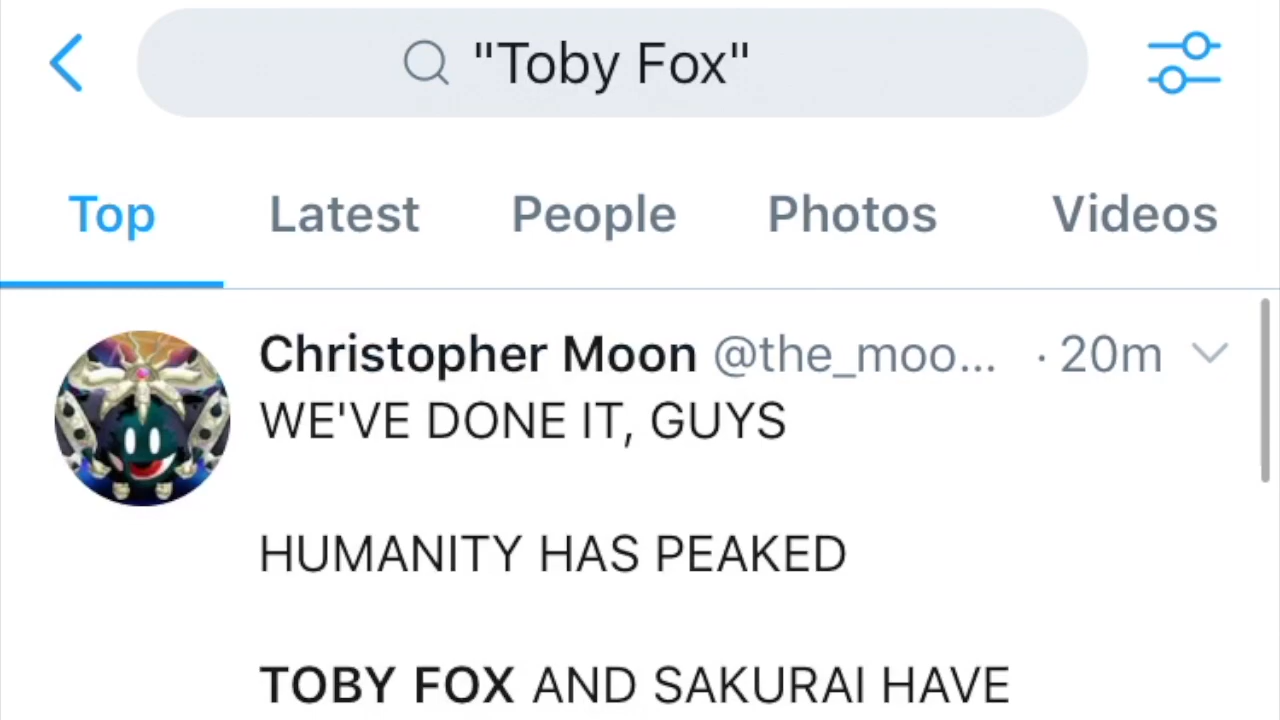 "Toby Fox"
Top Latest People Photos Videos
Christopher Moon @the_moo... · 20m
WE'VE DONE IT, GUYS
HUMANITY HAS PEAKED
TOBY FOX AND SAKURAI HAVE